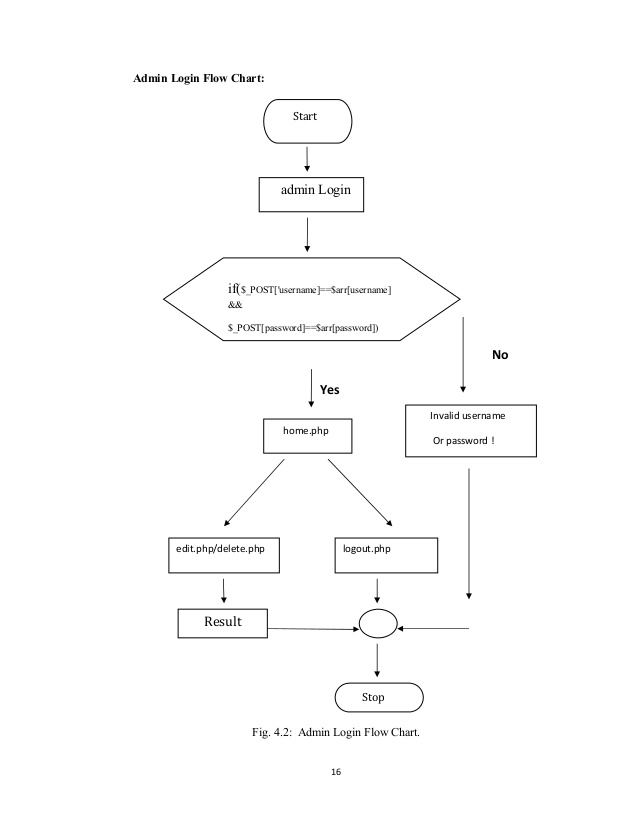 Admin Login Flow Chart:
Start
admin Login
if($_POST['username]==$arr[username]
&&
$_POST[password]==$arr[password])
No
Yes
Invalid username
Or password !
home.php
edit.php/delete.php
logout.php
Result
Stop
Fig. 4.2:  Admin Login Flow Chart.
16